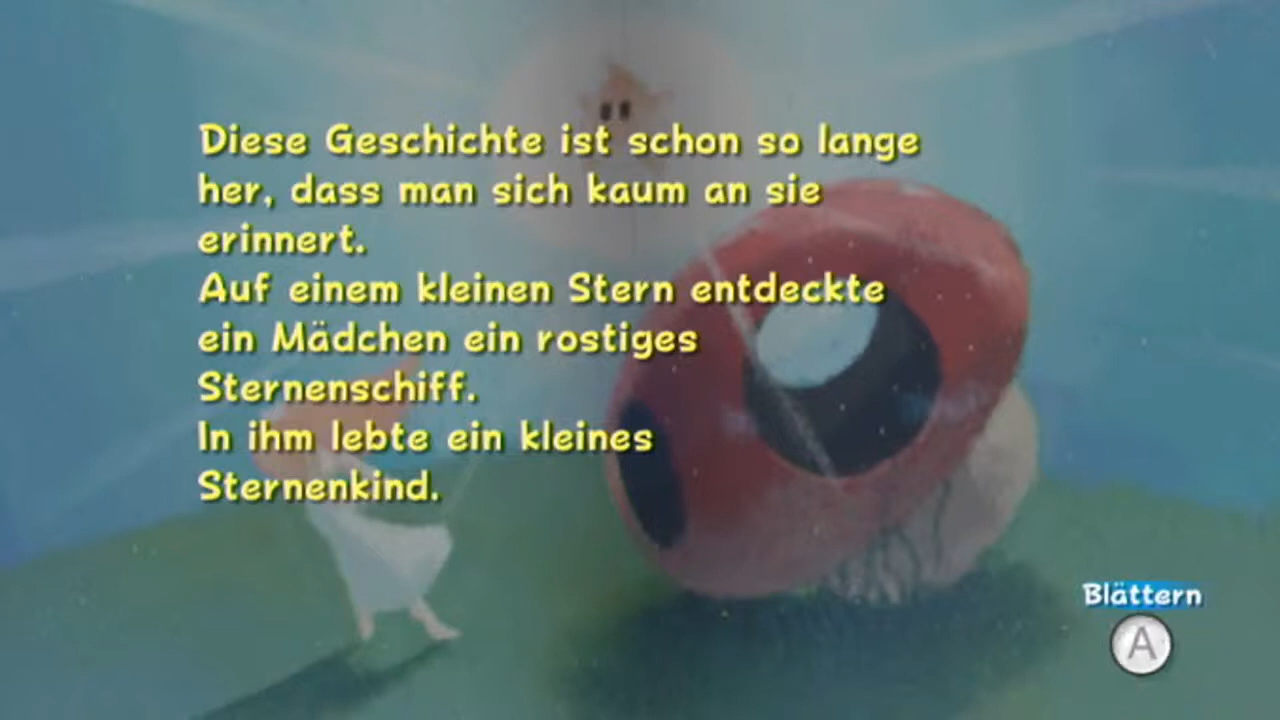 Diese Geschichte ist schon so lange
her, dass man sich kaum an sie
erinnert.
Auf einem kleinen Stern entdeckte
ein Mädchen ein rostiges
Sternenschiff.
In ihm lebte ein kleines
Sternenkind.
Blättern
A